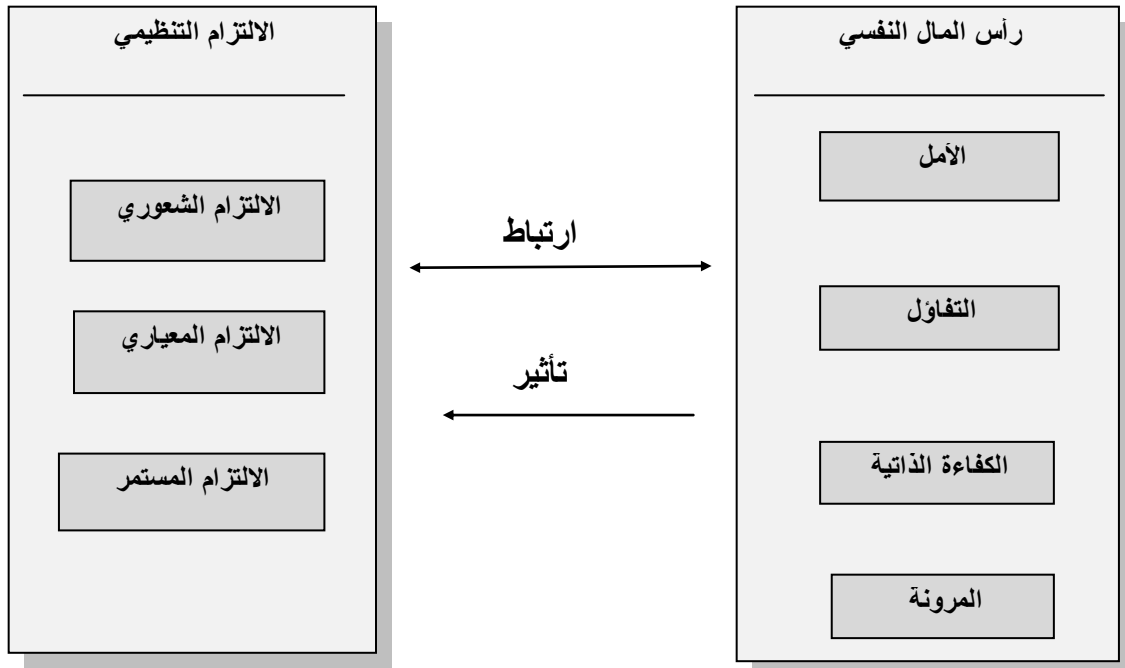 رأس المال النفسي
الأمل
التفاؤل
الكفاءة الذاتية
المرونة
ارتباط
تأثير
الالتزام التنظيمي
الالتزام الشعوري
الالتزام المعياري
الالتزام المستمر